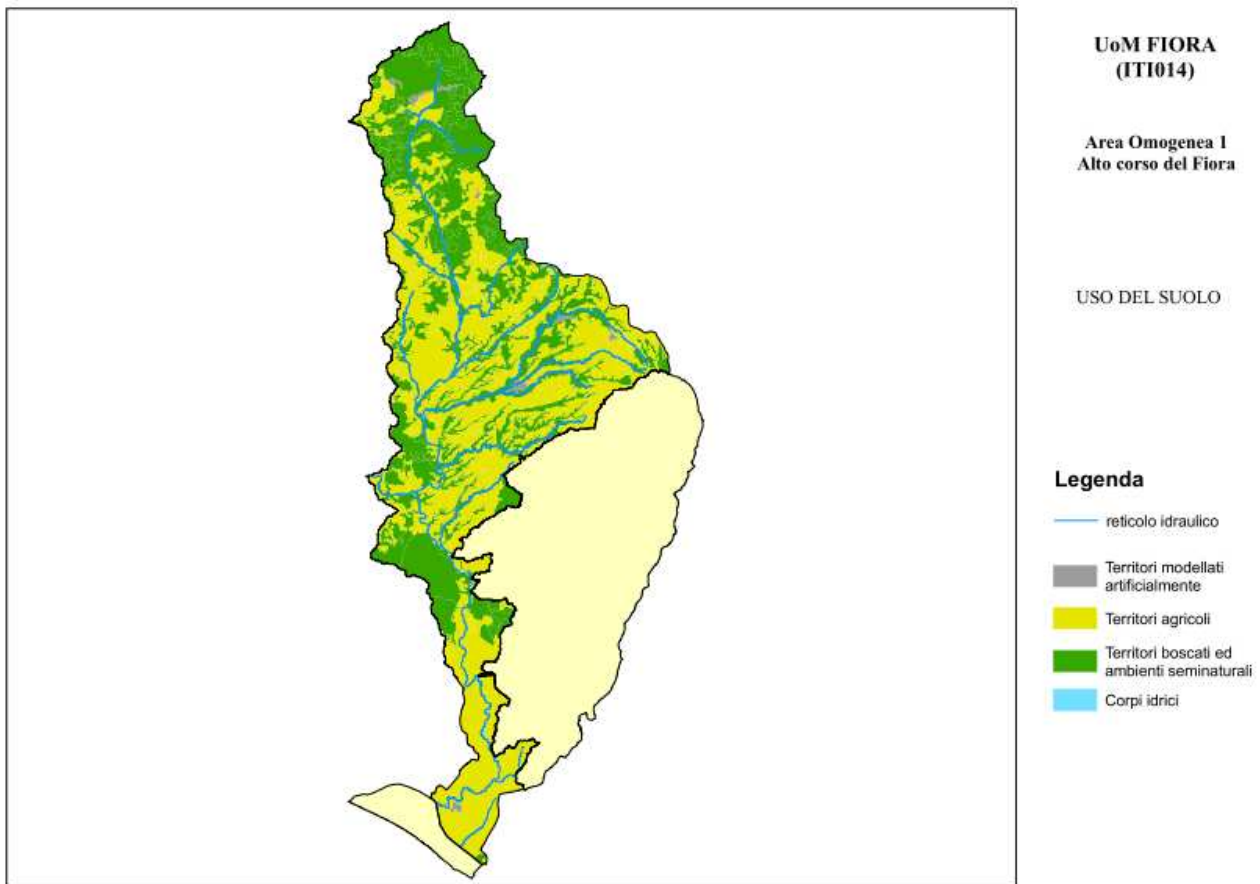 UoM FIORA
(ITI014)
Area Omogenea 1
Alto corso del Fiora
USO DEL SUOLO
Legenda
reticolo idraulico
Territori modellati
artificialmente
Territori agricoli
Territori boscati ed
ambienti seminaturali
Corpi idrici